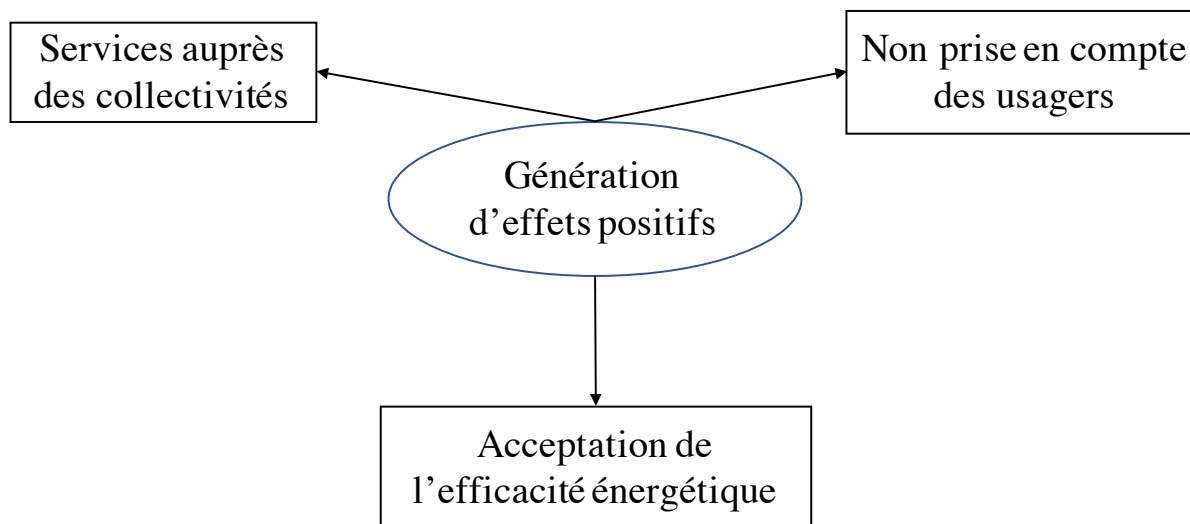 Services auprès
des collectivités
Non prise en compte
des usagers
Génération
d’effets positifs
Acceptation de
l’efficacité énergétique